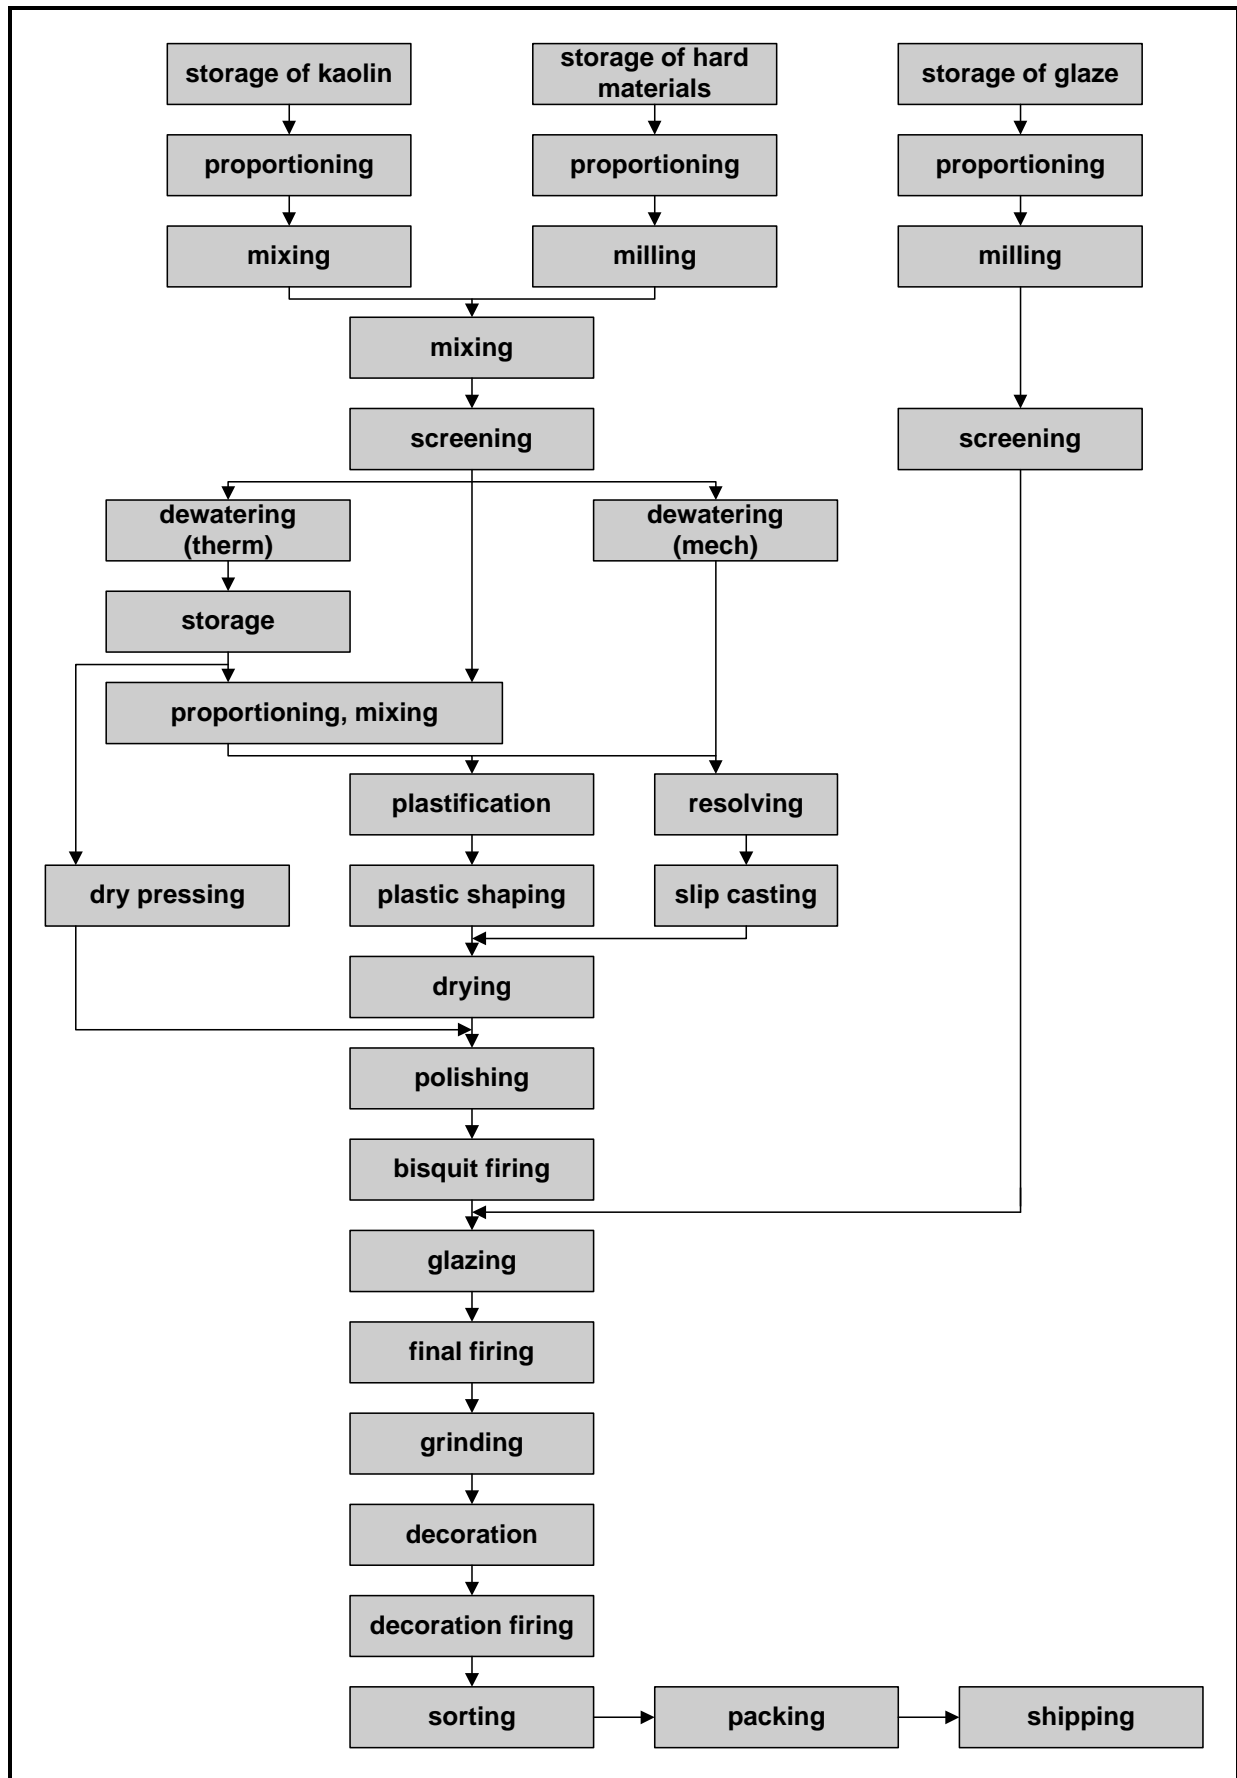 storage of kaolin
storage of hard
materials
storage of glaze
proportioning
proportioning
proportioning
mixing
milling
milling
mixing
screening
screening
dewatering
(therm)
dewatering
(mech)
storage
proportioning, mixing
plastification
resolving
dry pressing
plastic shaping
slip casting
drying
polishing
bisquit firing
glazing
final firing
grinding
decoration
decoration firing
sorting
packing
shipping